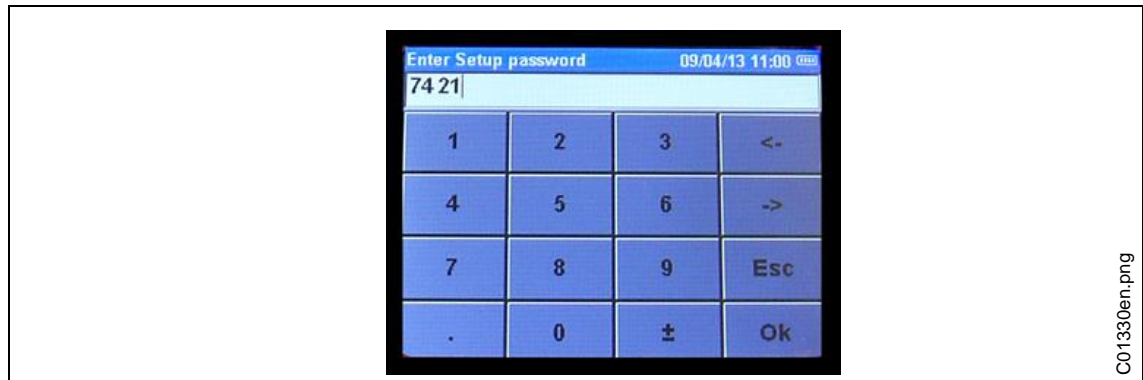 Enter Setup password 09/04/13 11:00
74 21
1 2 3 <-
4 5 6 ->
7 8 9 Esc
. 0 ± Ok
C01330en.png